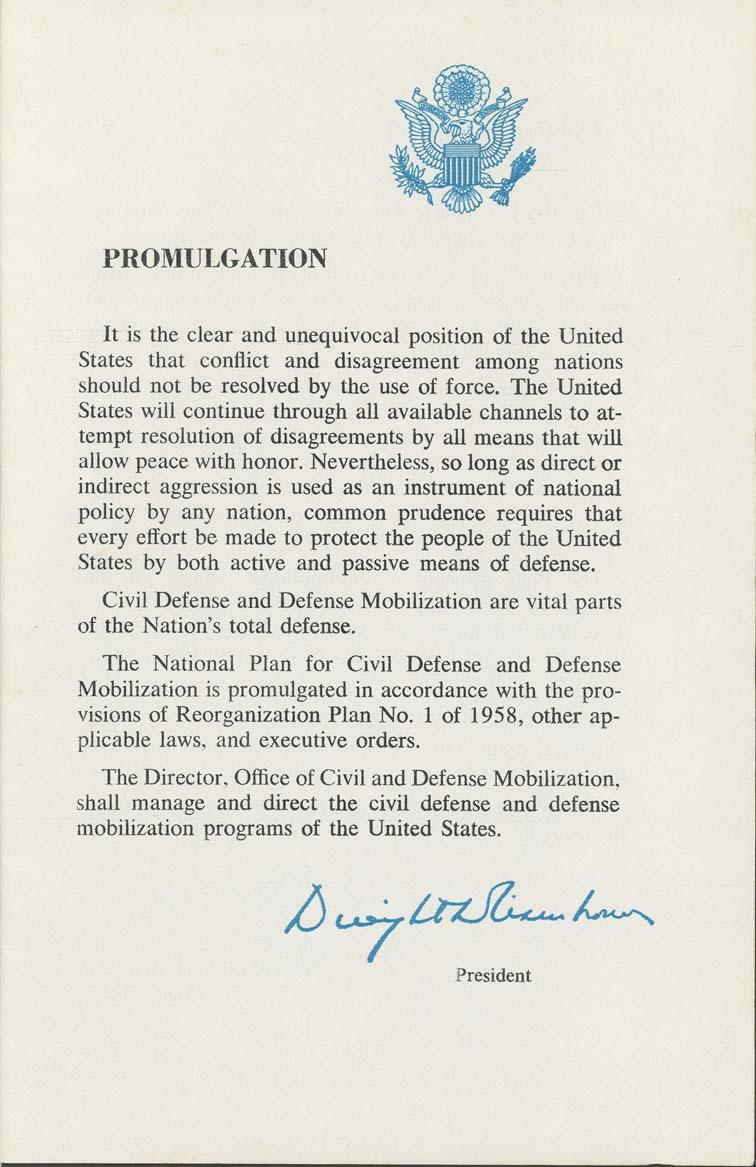 PROMULGATION
It is the clear and unequivocal position of the United
States that conflict and disagreement among nations
should not be resolved by the use of force. The United
States will continue through all available channels to at-
tempt resolution of disagreements by all means that will
allow peace with honor. Nevertheless, so long as direct or
indirect aggression is used as an instrument of national
policy by any nation, common prudence requires that
every effort be made to protect the people of the United
States by both active and passive means of defense.
Civil Defense and Defense Mobilization are vital parts
of the Nation's total defense.
The National Plan for Civil Defense and Defense
Mobilization is promulgated in accordance with the pro-
visions of Reorganization Plan No. 1 of 1958, other ap-
plicable laws, and executive orders.
The Director, Office of Civil and Defense Mobilization,
shall manage and direct the civil defense and defense
mobilization programs of the United States.
Dwight D Eisenhower
President